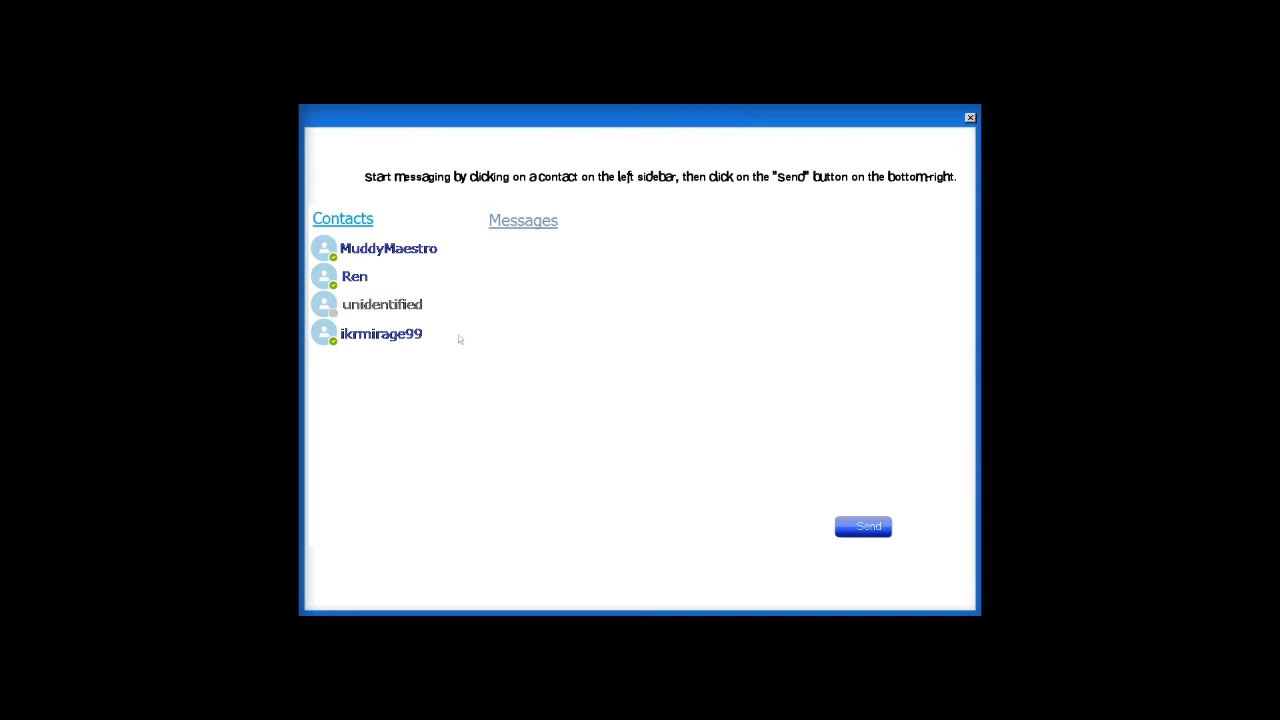 Start messaging by clicking on a contact on the left sidebar, then click on the "Send" button on the bottom-right.
Contacts
Messages
MuddyMaestro
Ren
unidentified
ikrmirage99
Send